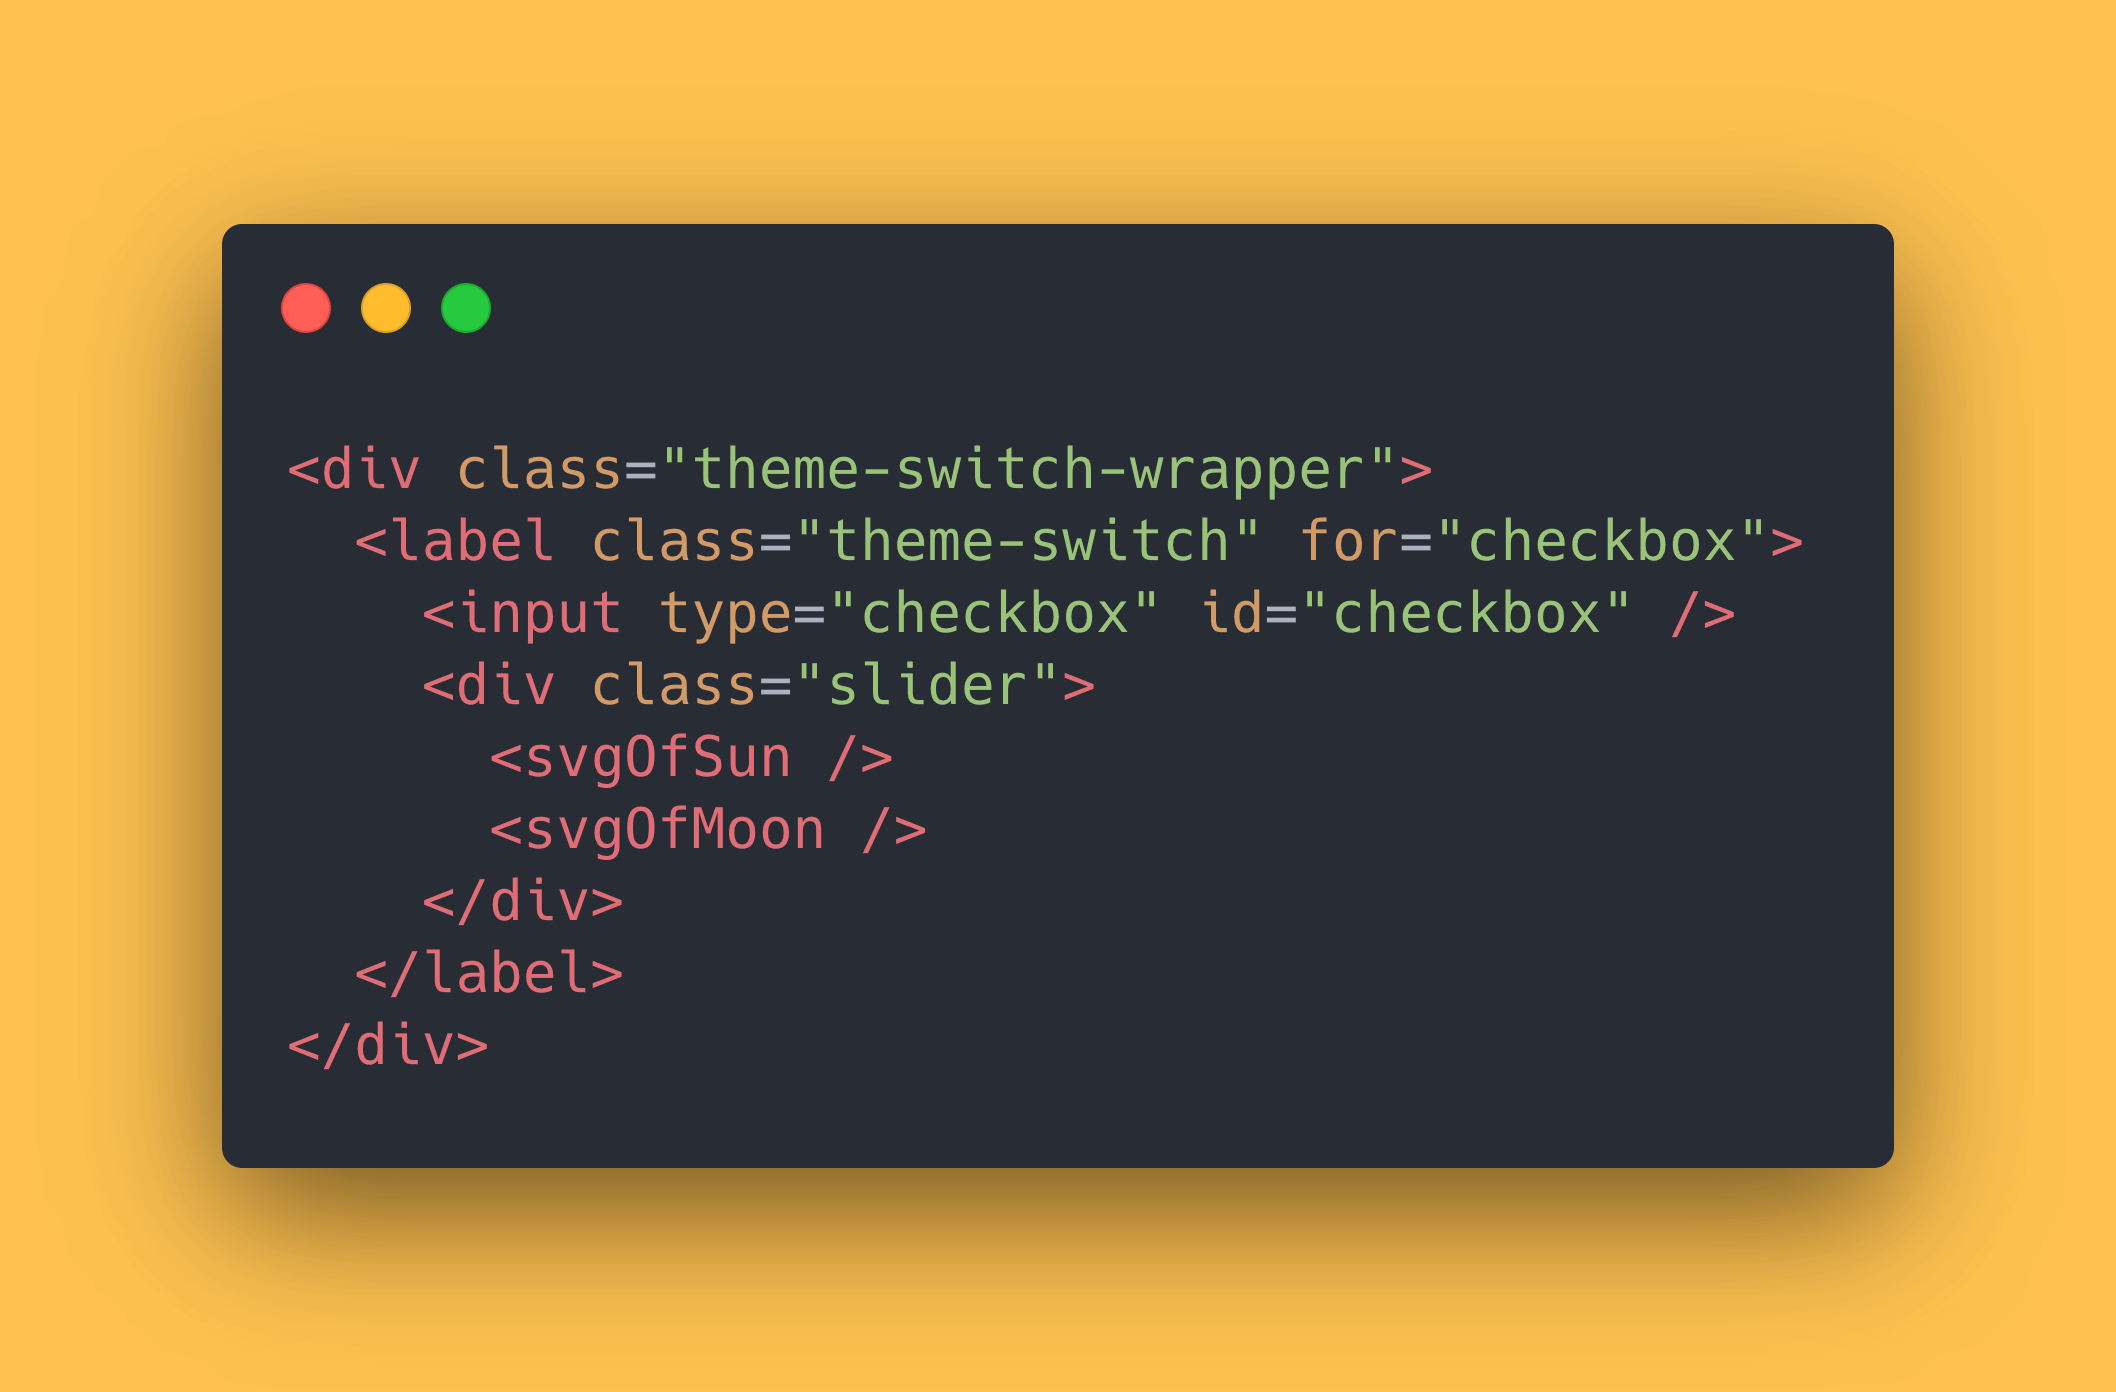 <div class="theme-switch-wrapper">
  <label class="theme-switch" for="checkbox">
    <input type="checkbox" id="checkbox" />
    <div class="slider">
      <svgOfSun />
      <svgOfMoon />
    </div>
  </label>
</div>